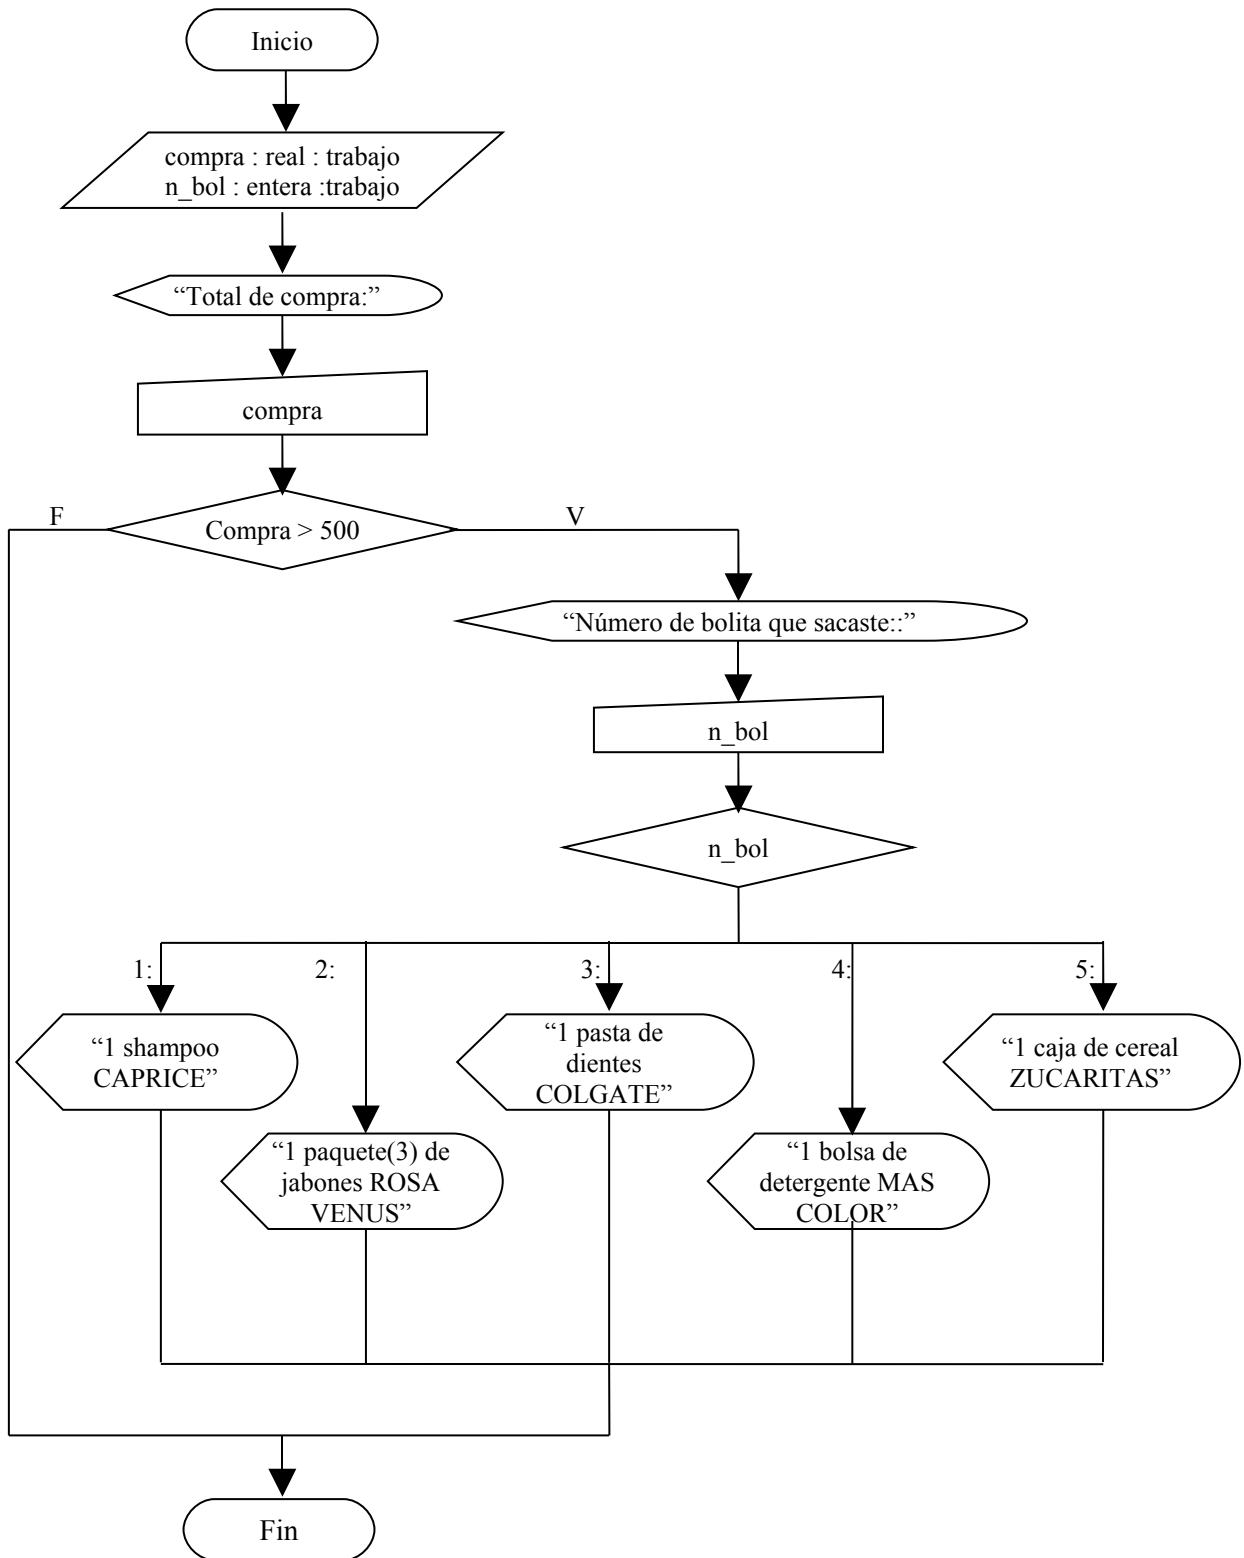 Inicio
compra : real : trabajo
n_bol : entera :trabajo
“Total de compra:”
compra
F
Compra > 500
V
“Número de bolita que sacaste::”
n_bol
n_bol
1:
2:
3:
4:
5:
“1 shampoo
CAPRICE”
“1 paquete(3) de
jabones ROSA
VENUS”
“1 pasta de
dientes
COLGATE”
“1 bolsa de
detergente MAS
COLOR”
“1 caja de cereal
ZUCARITAS”
Fin